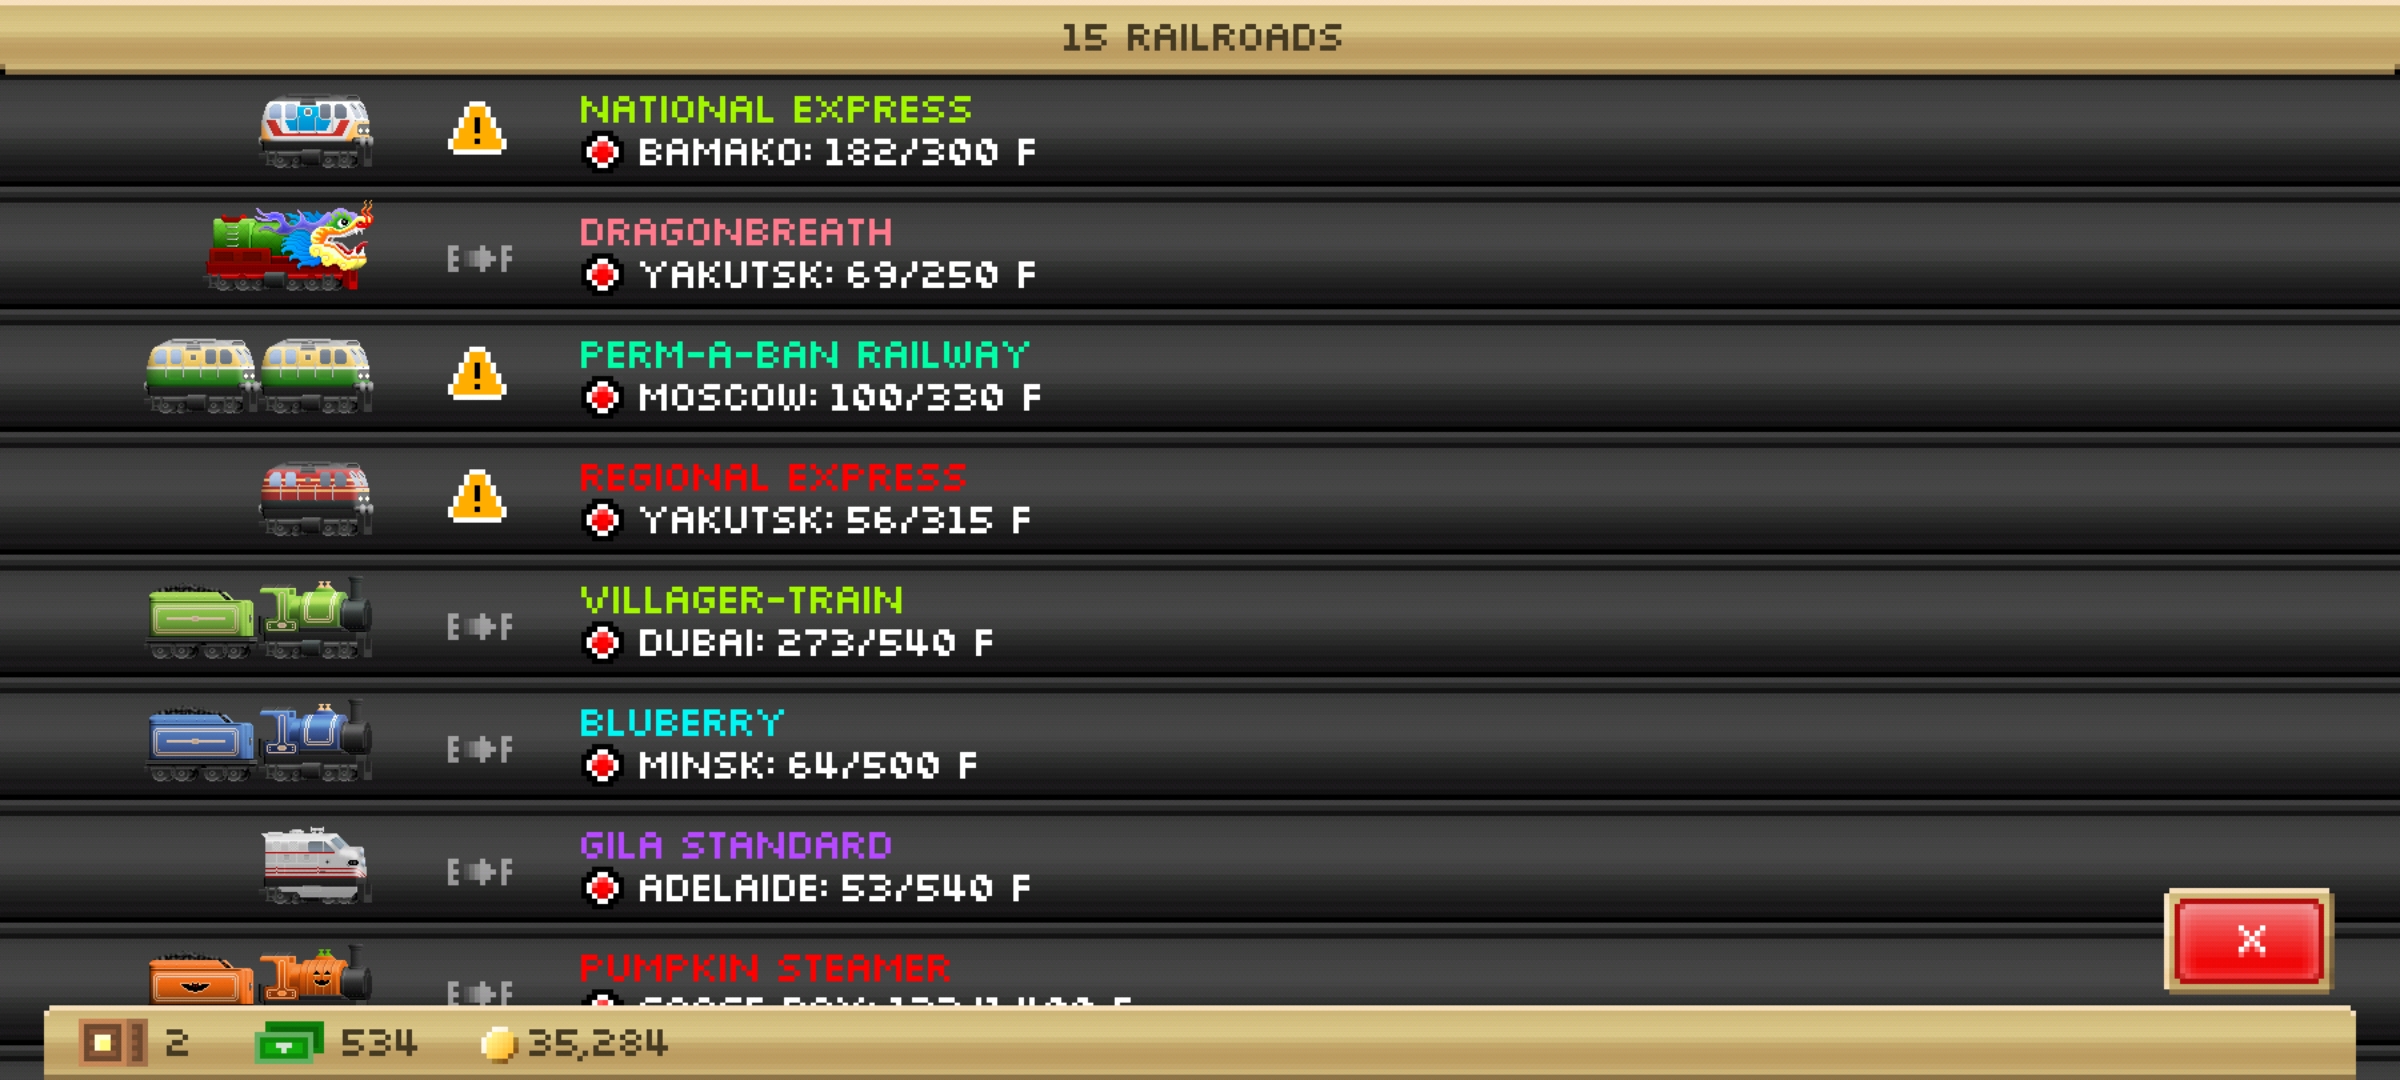 15 RAILROADS
NATIONAL EXPRESS
BAMAKO: 182/300 F
E F
DRAGONBREATH
YAKUTSK: 69/250 F
PERM-A-BAN RAILWAY
MOSCOW: 100/330 F
REGIONAL EXPRESS
YAKUTSK: 56/315 F
E F
VILLAGER-TRAIN
DUBAI: 273/540 F
E F
BLUBERRY
MINSK: 64/500 F
E F
GILA STANDARD
ADELAIDE: 53/540 F
E F
PUMPKIN STEAMER
X
2 534 35,284